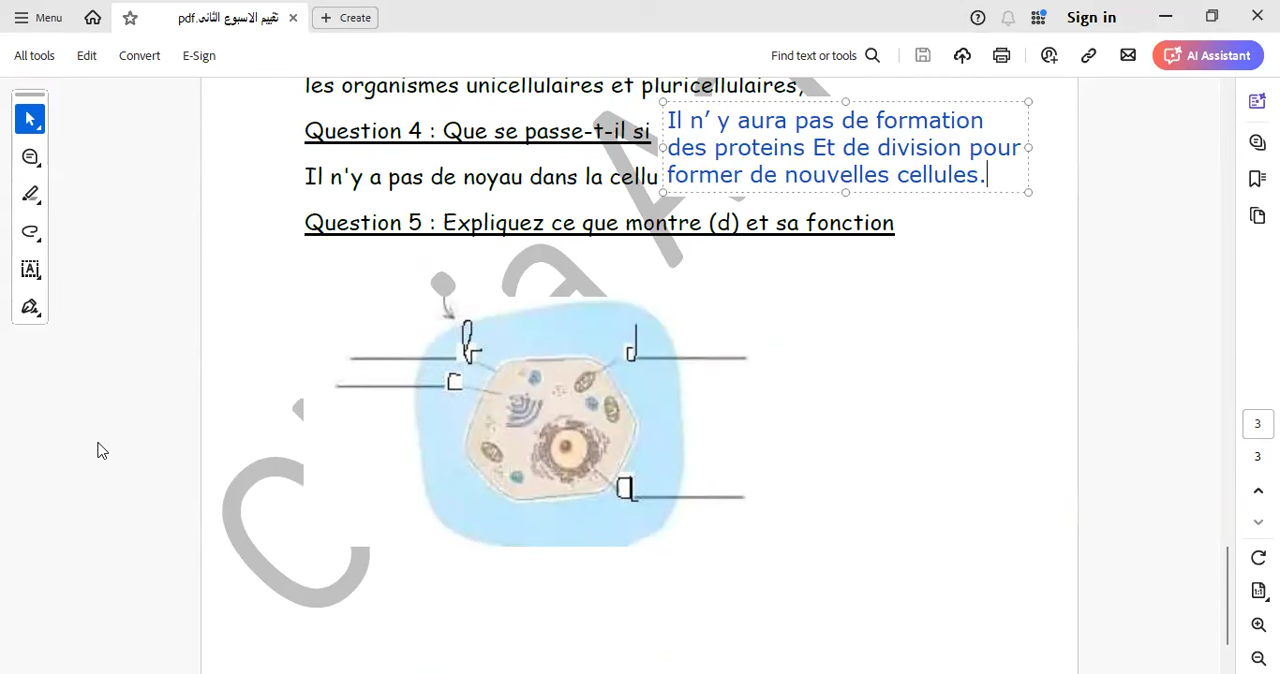 Menu
تقييم الاسبوع الثانى.pdf
Create
Sign in
All tools
Edit
Convert
E-Sign
Find text or tools
AI Assistant
les organismes unicellulaires et pluricellulaires,
Question 4 : Que se passe-t-il si
Il n'y a pas de noyau dans la cellu
Il n’ y aura pas de formation
des proteins Et de division pour
former de nouvelles cellules.
Question 5 : Expliquez ce que montre (d) et sa fonction
3
3